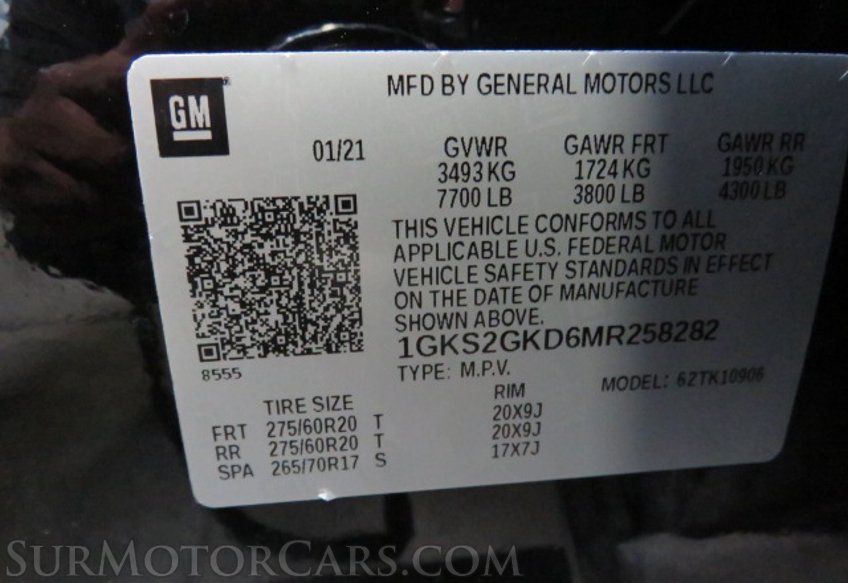 MFD BY GENERAL MOTORS LLC
GM
01/21
GVWR GAWR FRT GAWR RR
3493 KG 1724 KG 1950 KG
7700 LB 3800 LB 4300 LB
THIS VEHICLE CONFORMS TO ALL
APPLICABLE U.S. FEDERAL MOTOR
VEHICLE SAFETY STANDARDS IN EFFECT
ON THE DATE OF MANUFACTURE
SHOWN ABOVE.
1GKS2GKD6MR258282
8555
TYPE: M.P.V. MODEL: 62TK10906
TIRE SIZE RIM
FRT 275/60R20 T 20X9J
RR 275/60R20 T 20X9J
SPA 265/70R17 S 17X7J
SURMOTORCARS.COM